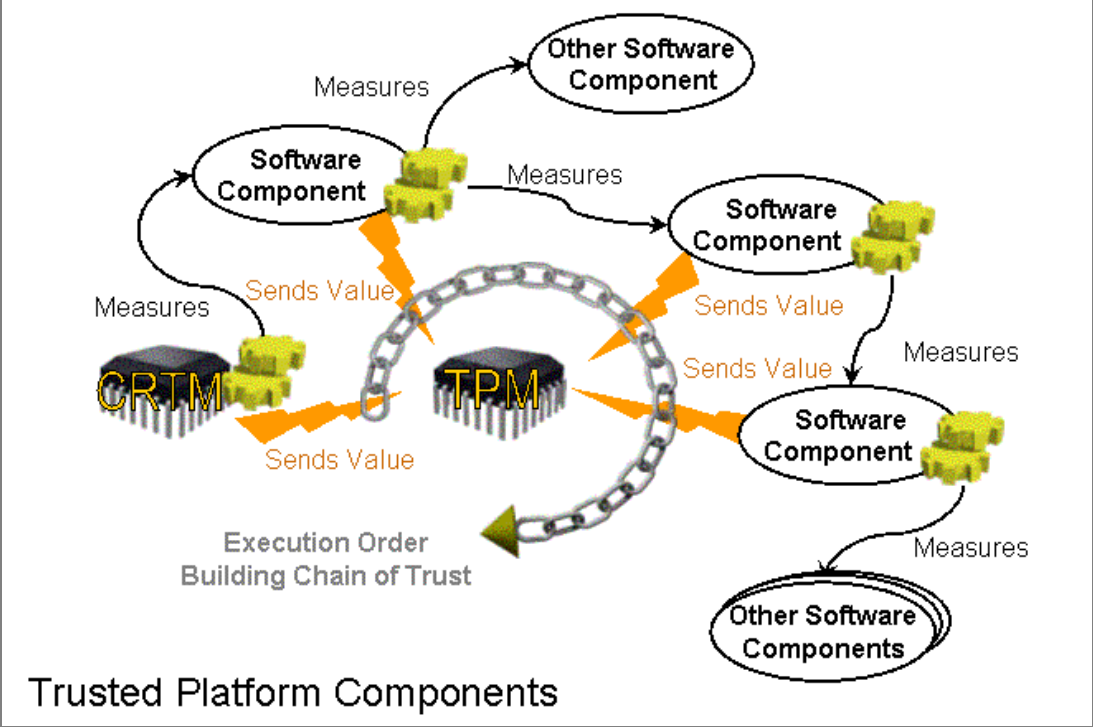 Other Software
Component
Measures
Software
Component
Measures
Software
Component
Sends Value
Measures
Sends Value
CRTM
TPM
Measures
Sends Value
Software
Component
Sends Value
Execution Order
Building Chain of Trust
Measures
Other Software
Components
Trusted Platform Components